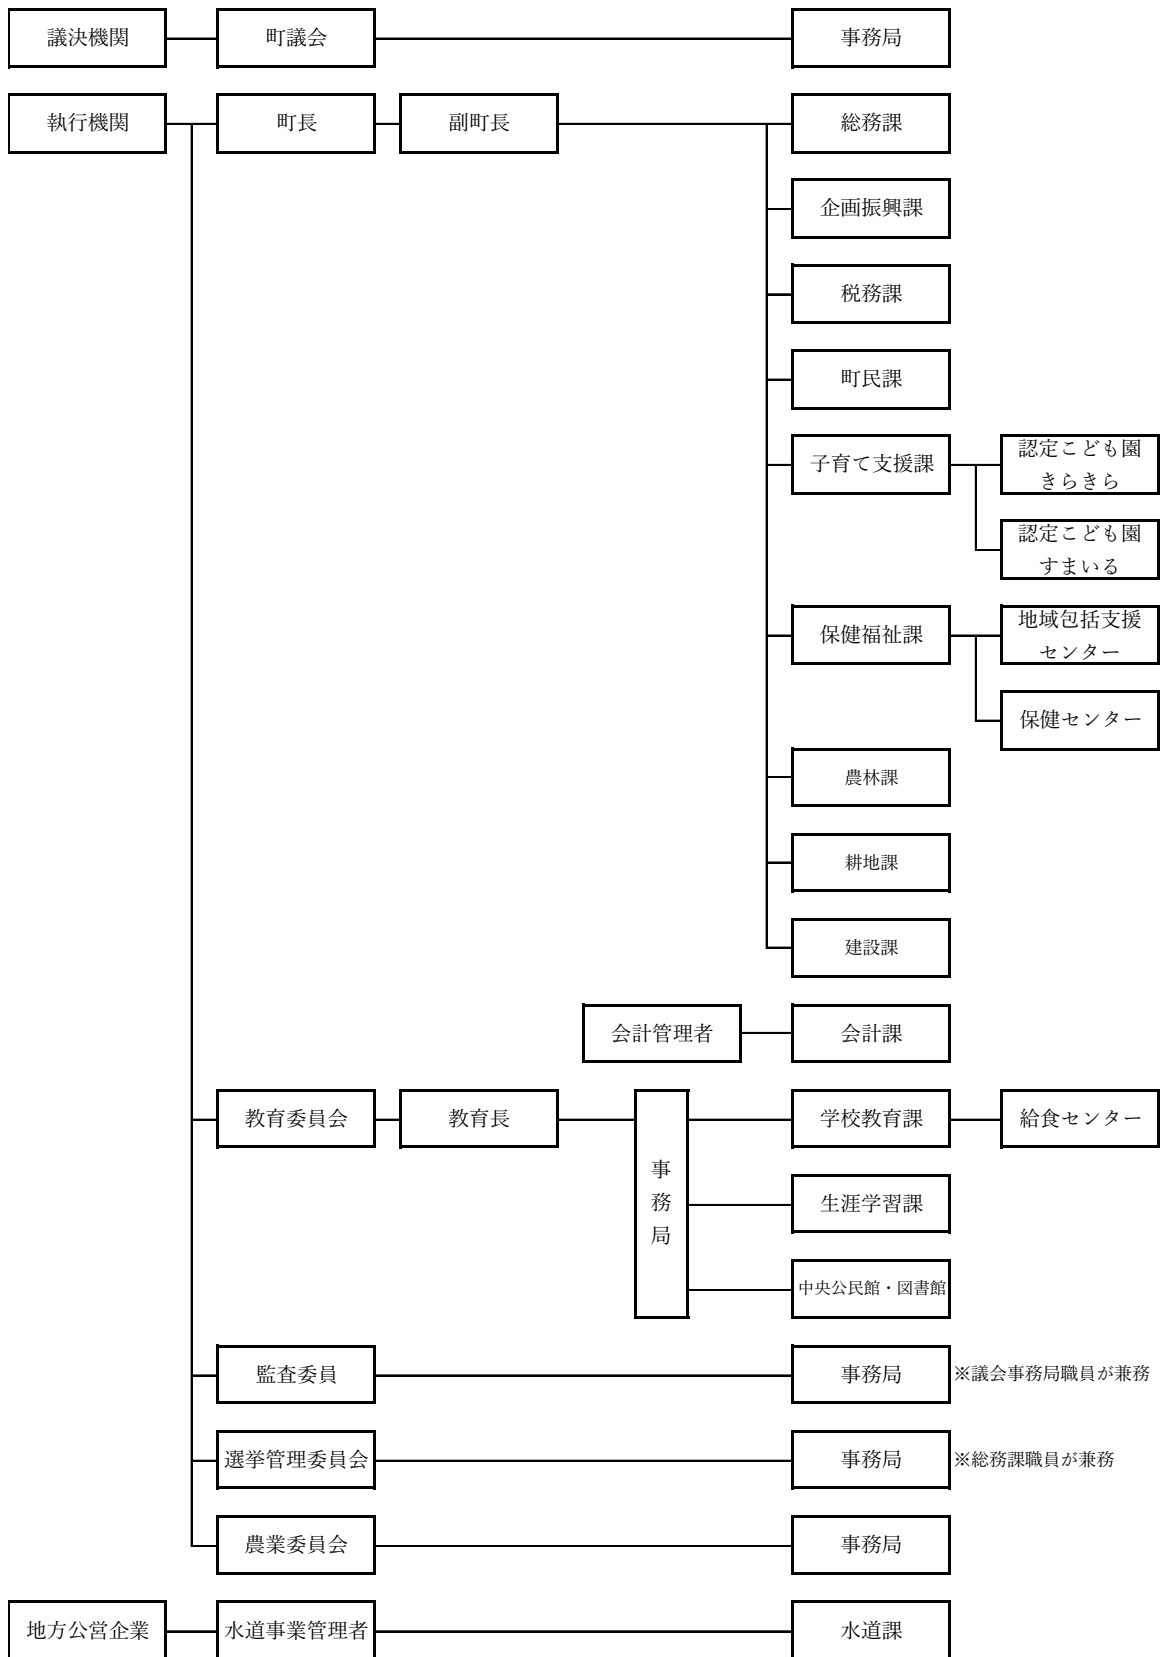 議決機関
町議会
事務局
執行機関
町長
副町長
総務課
企画振興課
税務課
町民課
子育て支援課
認定こども園
きらきら
認定こども園
すまいる
保健福祉課
地域包括支援
センター
保健センター
農林課
耕地課
建設課
会計管理者
会計課
教育委員会
教育長
事
務
局
学校教育課
給食センター
生涯学習課
中央公民館・図書館
監査委員
事務局
※議会事務局職員が兼務
選挙管理委員会
事務局
※総務課職員が兼務
農業委員会
事務局
地方公営企業
水道事業管理者
水道課